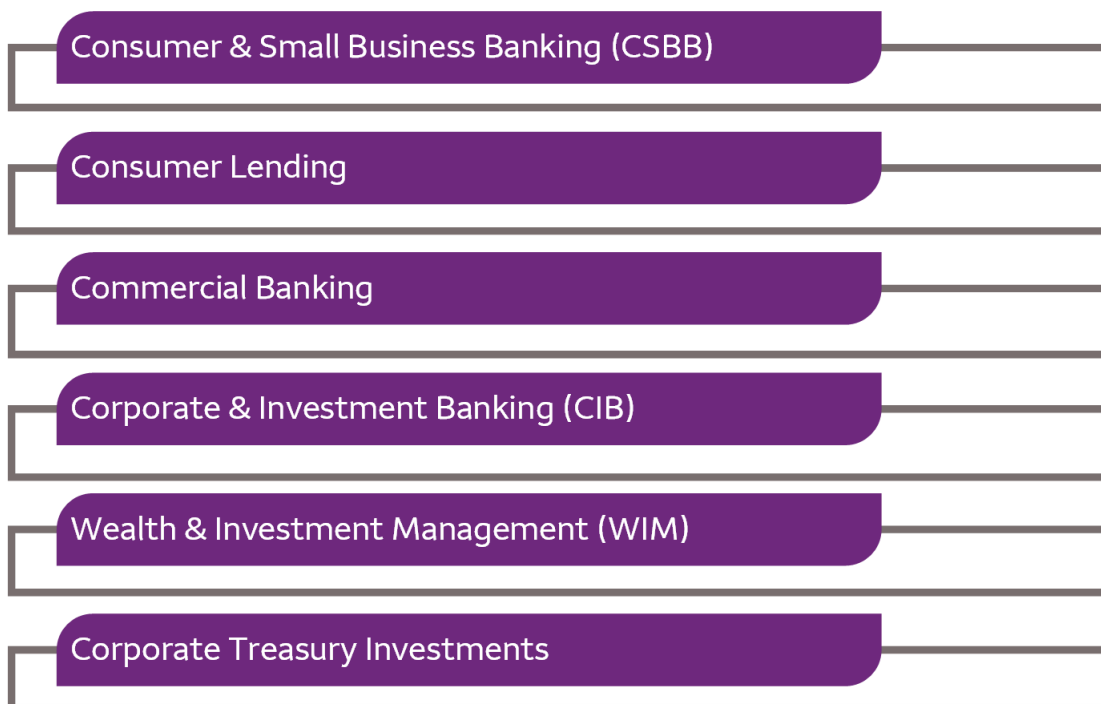 Consumer & Small Business Banking (CSBB)
Consumer Lending
Commercial Banking
Corporate & Investment Banking (CIB)
Wealth & Investment Management (WIM)
Corporate Treasury Investments